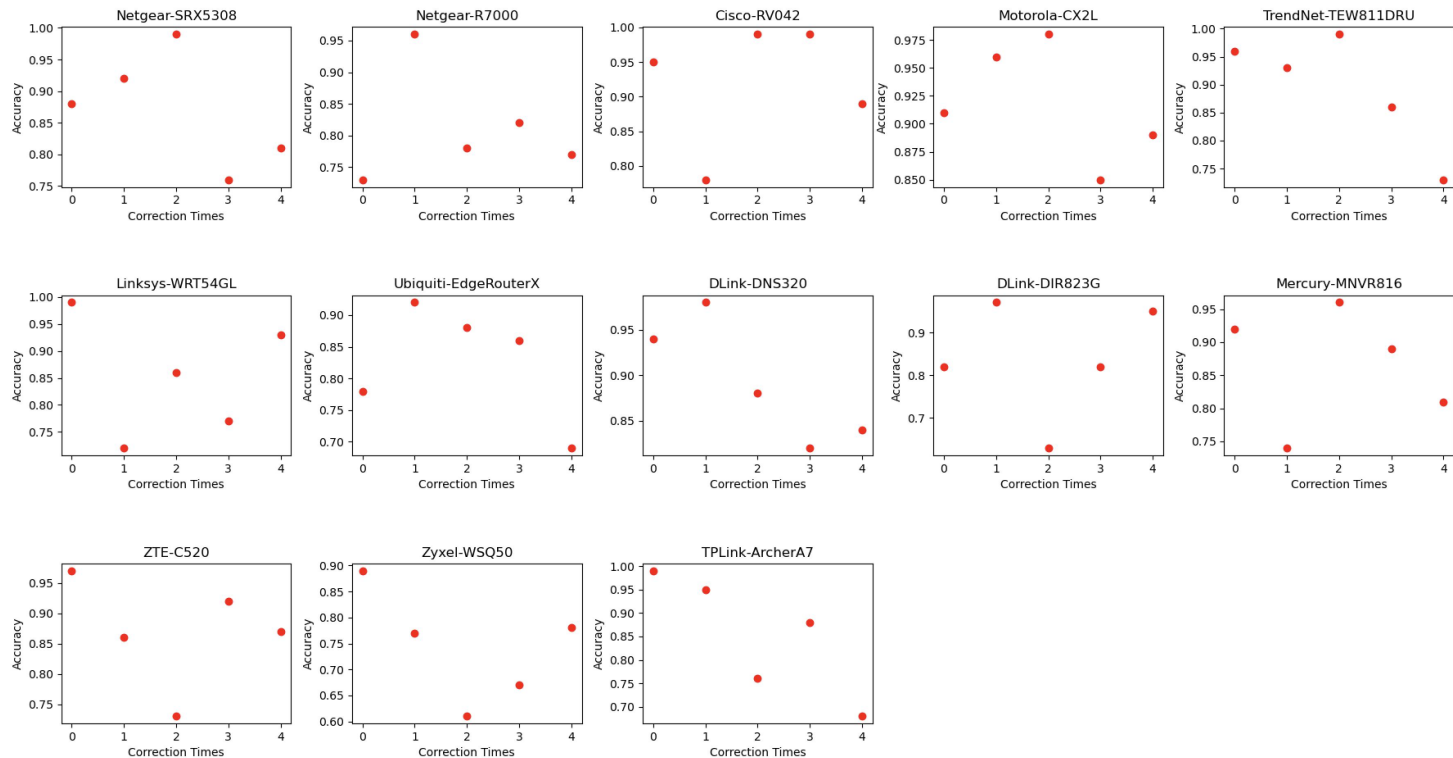 Netgear-SRX5308
1.00
0.95
0.90
0.85
0.80
0.75
Accuracy
0 1 2 3 4
Correction Times
Netgear-R7000
0.95
0.90
0.85
0.80
0.75
Accuracy
0 1 2 3 4
Correction Times
Cisco-RV042
1.00
0.95
0.90
0.85
0.80
Accuracy
0 1 2 3 4
Correction Times
Motorola-CX2L
0.975
0.950
0.925
0.900
0.875
0.850
Accuracy
0 1 2 3 4
Correction Times
TrendNet-TEW811DRU
1.00
0.95
0.90
0.85
0.80
0.75
Accuracy
0 1 2 3 4
Correction Times
Linksys-WRT54GL
1.00
0.95
0.90
0.85
0.80
0.75
Accuracy
0 1 2 3 4
Correction Times
Ubiquiti-EdgeRouterX
0.90
0.85
0.80
0.75
0.70
Accuracy
0 1 2 3 4
Correction Times
DLink-DNS320
0.95
0.90
0.85
Accuracy
0 1 2 3 4
Correction Times
DLink-DIR823G
0.9
0.8
0.7
Accuracy
0 1 2 3 4
Correction Times
Mercury-MNVR816
0.95
0.90
0.85
0.80
0.75
Accuracy
0 1 2 3 4
Correction Times
ZTE-C520
0.95
0.90
0.85
0.80
0.75
Accuracy
0 1 2 3 4
Correction Times
Zyxel-WSQ50
0.90
0.85
0.80
0.75
0.70
0.65
0.60
Accuracy
0 1 2 3 4
Correction Times
TPLink-ArcherA7
1.00
0.95
0.90
0.85
0.80
0.75
0.70
Accuracy
0 1 2 3 4
Correction Times